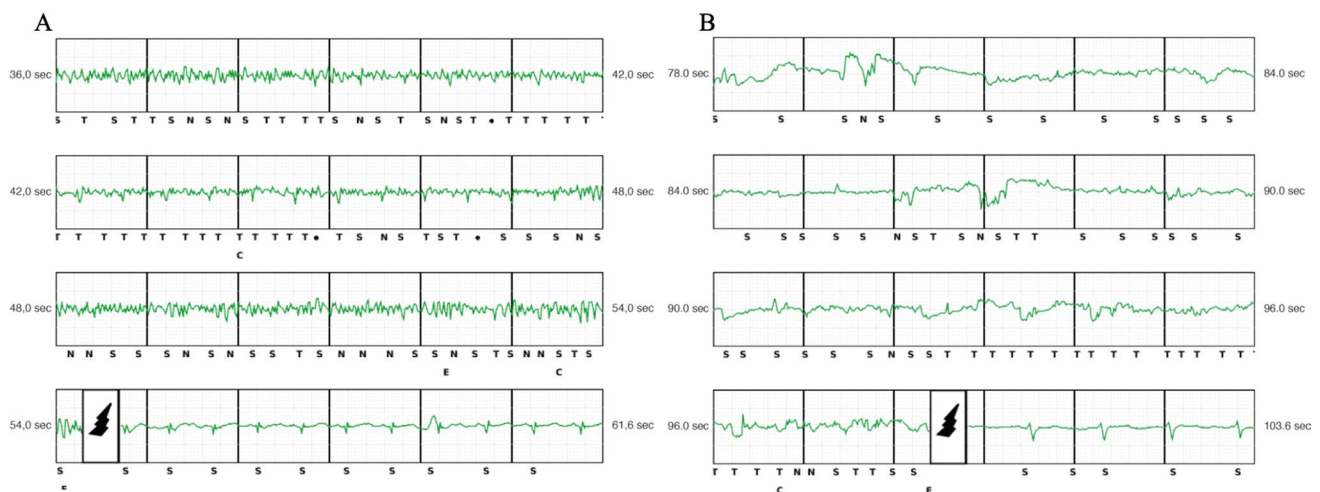 A
36.0 sec 42.0 sec
S T S T T S N S N S T T T T S N S T S N S T • T T T T T
42.0 sec 48.0 sec
T T T T T T T T T T T T T T • T S N S T S T • S S S N S
C
48.0 sec 54.0 sec
N N S S S N S N S S T S N N N S S N S T S N N S T S
E C
54.0 sec 61.6 sec
S S S S S S S S S S
B
78.0 sec 84.0 sec
S S S N S S S S S S S S S
84.0 sec 90.0 sec
S S S S S N S T S N S T T S S S S S S
90.0 sec 96.0 sec
S S S S S S N S S T T T T T T T T T T T T T T T
96.0 sec 103.6 sec
T T T T N N S T T S S S S S S S
C